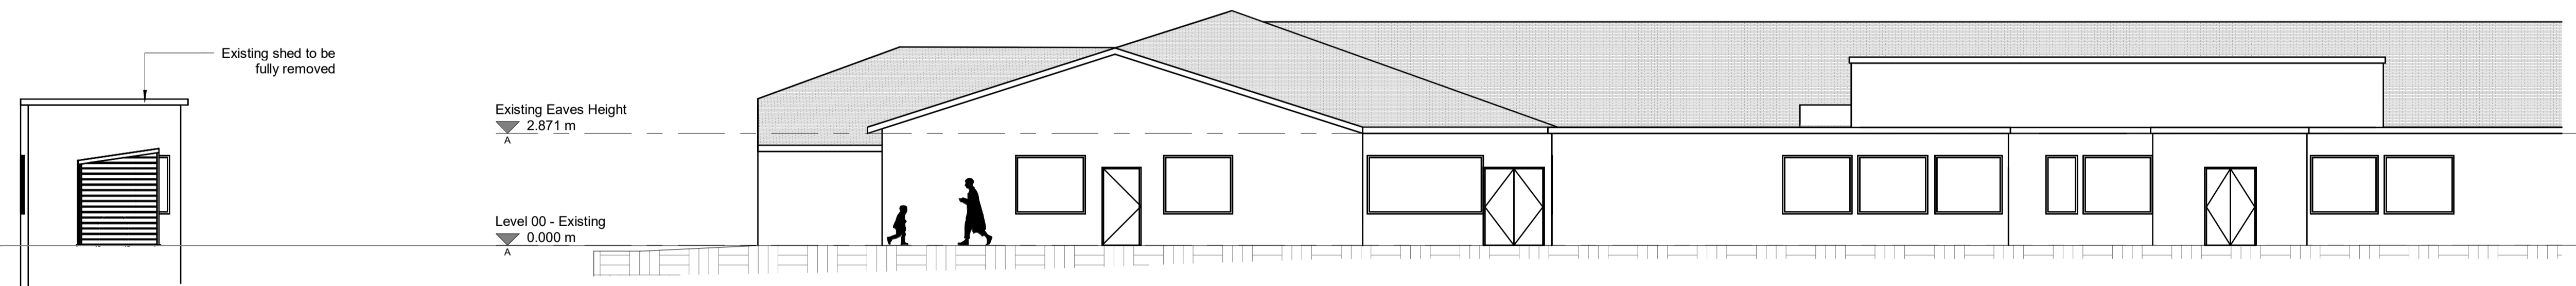 Existing shed to be
fully removed
Existing Eaves Height
2.871 m
A
Level 00 - Existing
0.000 m
A